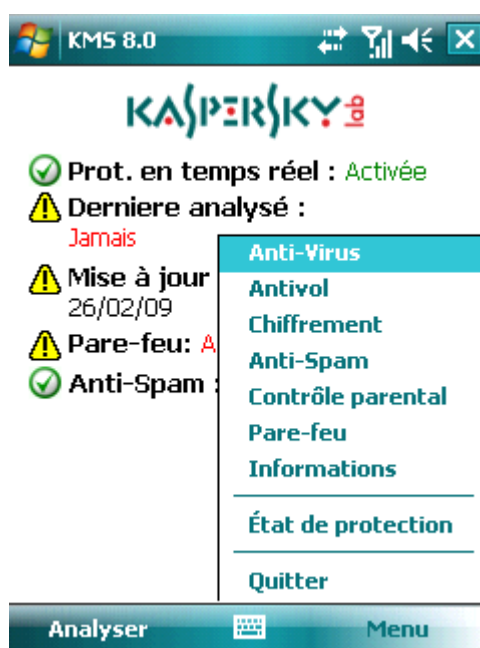 KMS 8.0
KASPERSKY lab
Prot. en temps réel : Activée
Derniere analysé :
Jamais
Mise à jour
26/02/09
Pare-feu: A
Anti-Spam :
Anti-Virus
Antivol
Chiffrement
Anti-Spam
Contrôle parental
Pare-feu
Informations
État de protection
Quitter
Analyser
Menu